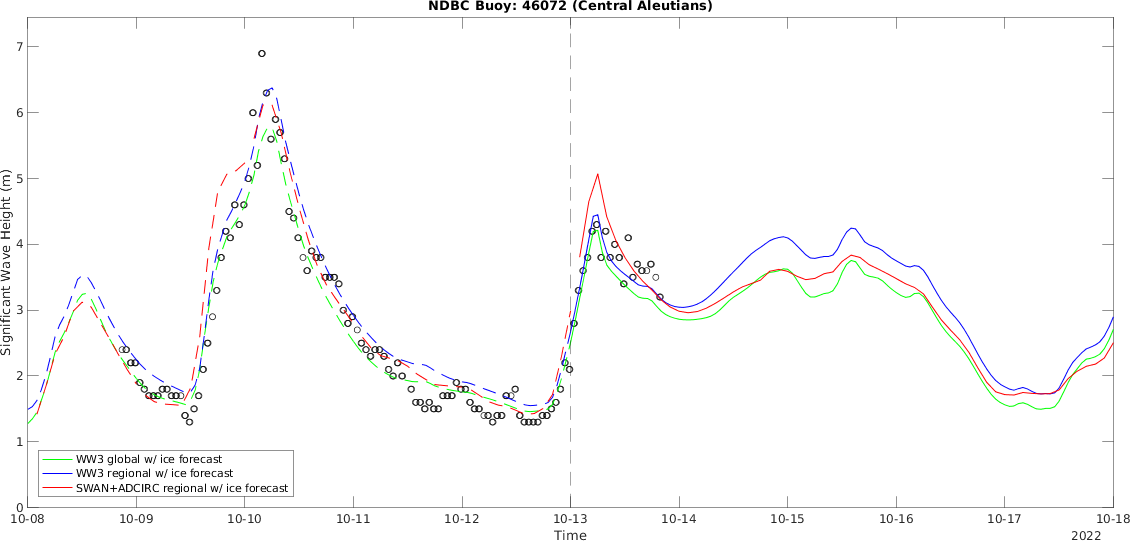 NDBC Buoy: 46072 (Central Aleutians)
Significant Wave Height (m)
7
6
5
4
3
2
1
0
WW3 global w/ ice forecast
WW3 regional w/ ice forecast
SWAN+ADCIRC regional w/ ice forecast
10-08 10-09 10-10 10-11 10-12 10-13 10-14 10-15 10-16 10-17 10-18
Time
2022